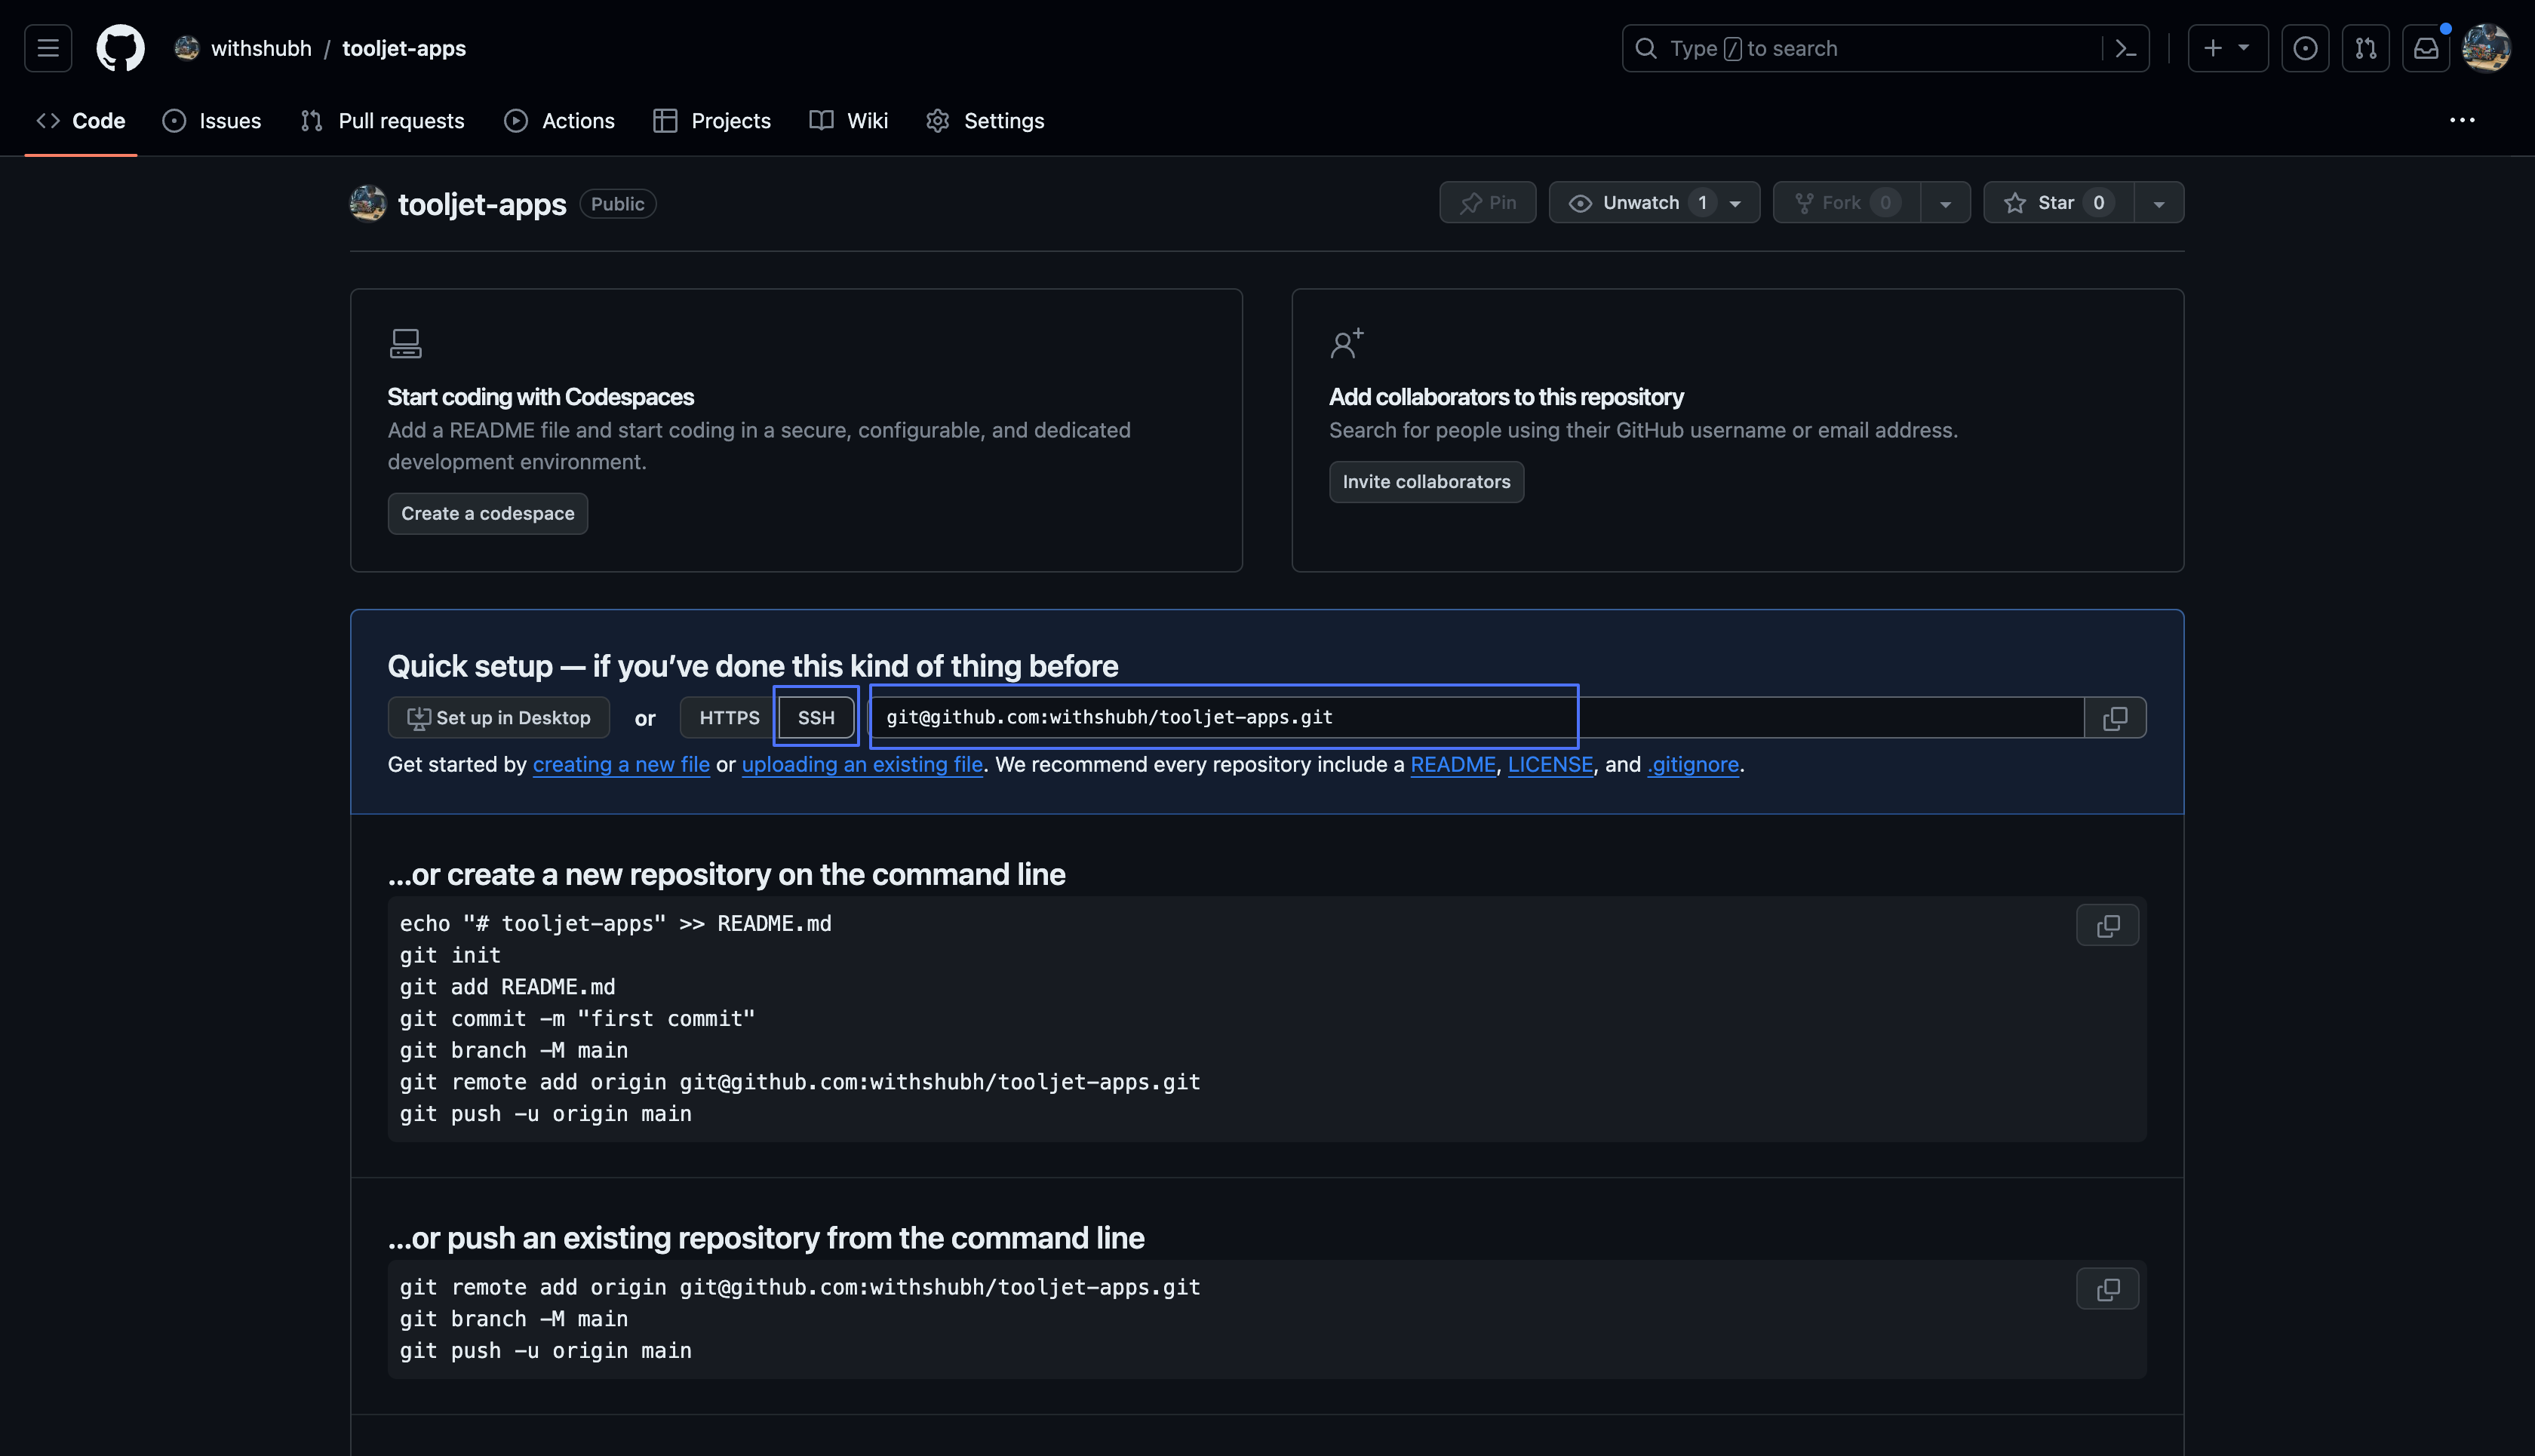 withshubh / tooljet-apps
Type / to search
Code
Issues
Pull requests
Actions
Projects
Wiki
Settings
tooljet-apps Public
Pin
Unwatch 1
Fork 0
Star 0
Start coding with Codespaces
Add a README file and start coding in a secure, configurable, and dedicated
development environment.
Create a codespace
Add collaborators to this repository
Search for people using their GitHub username or email address.
Invite collaborators
Quick setup — if you’ve done this kind of thing before
Set up in Desktop or HTTPS SSH git@github.com:withshubh/tooljet-apps.git
Get started by creating a new file or uploading an existing file. We recommend every repository include a README, LICENSE, and .gitignore.
…or create a new repository on the command line
echo "# tooljet-apps" >> README.md
git init
git add README.md
git commit -m "first commit"
git branch -M main
git remote add origin git@github.com:withshubh/tooljet-apps.git
git push -u origin main
…or push an existing repository from the command line
git remote add origin git@github.com:withshubh/tooljet-apps.git
git branch -M main
git push -u origin main